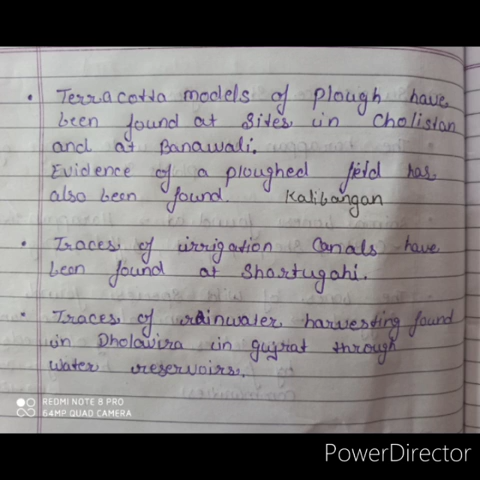 • Terracotta models of plough have
been found at sites in Cholistan
and at Banawali.
Evidence of a ploughed field has
also been found. Kalibangan
• Traces of irrigation Canals have
been found at Shortugahi.
• Traces of rainwater harvesting found
in Dholavira in gujrat through
water reservoirs.
REDMI NOTE 8 PRO
64MP QUAD CAMERA
PowerDirector